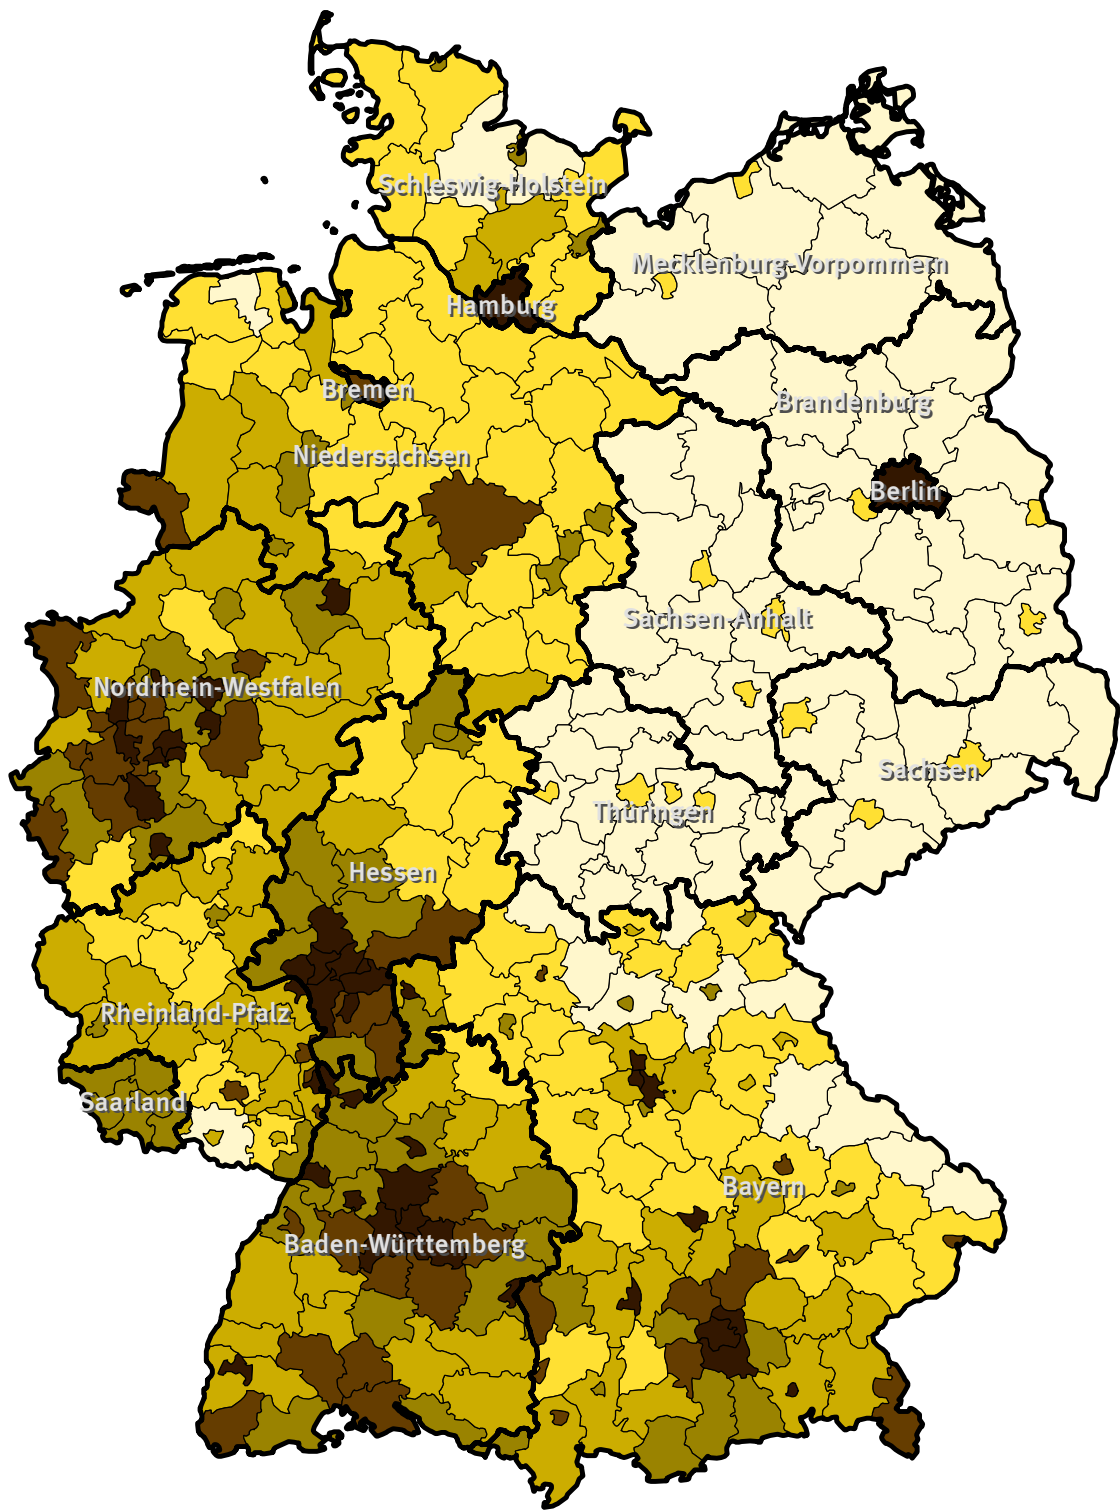 Schleswig-Holstein
Mecklenburg-Vorpommern
Hamburg
Bremen
Brandenburg
Niedersachsen
Berlin
Sachsen-Anhalt
Nordrhein-Westfalen
Sachsen
Thüringen
Hessen
Rheinland-Pfalz
Saarland
Bayern
Baden-Württemberg